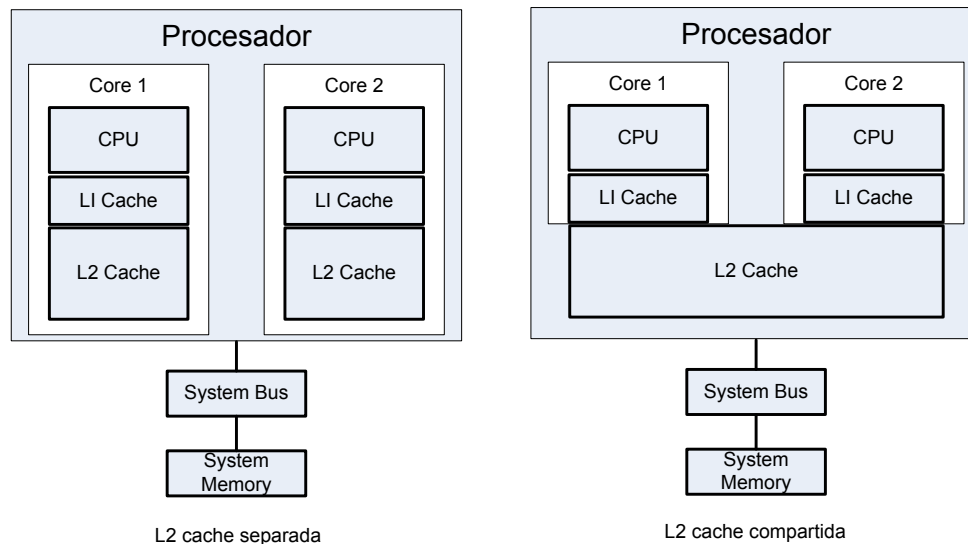 Procesador
Core 1
Core 2
CPU
CPU
LI Cache
LI Cache
L2 Cache
L2 Cache
System Bus
System
Memory
L2 cache separada
Procesador
Core 1
Core 2
CPU
CPU
LI Cache
LI Cache
L2 Cache
System Bus
System
Memory
L2 cache compartida